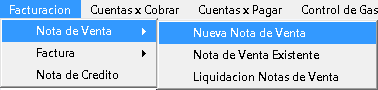 Facturacion Cuentas x Cobrar Cuentas x Pagar Control de Gas
Nota de Venta Nueva Nota de Venta
Factura Nota de Venta Existente
Nota de Credito Liquidacion Notas de Venta